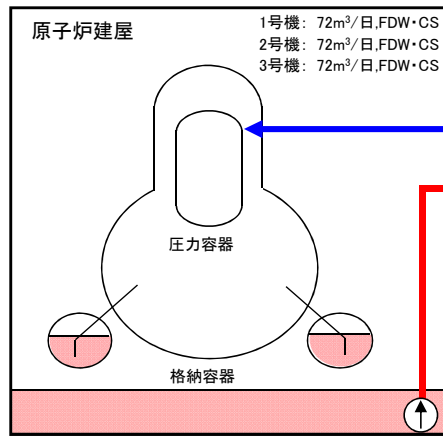 原子炉建屋
1号機: 72m³/日,FDW・CS
2号機: 72m³/日,FDW・CS
3号機: 72m³/日,FDW・CS
圧力容器
格納容器